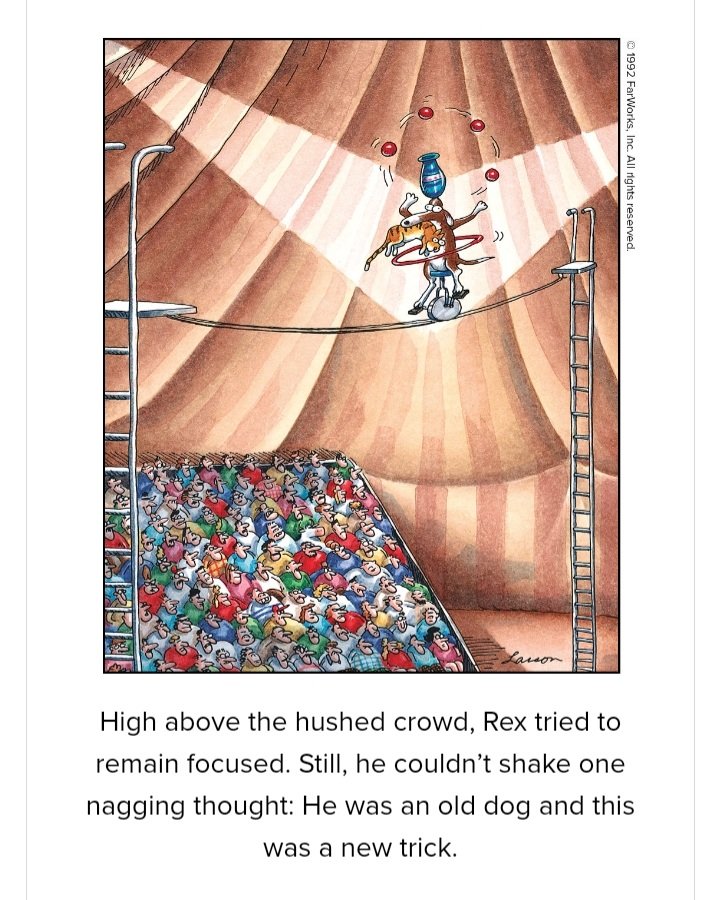 © 1992 FarWorks, Inc. All rights reserved.
Larson
High above the hushed crowd, Rex tried to
remain focused. Still, he couldn’t shake one
nagging thought: He was an old dog and this
was a new trick.